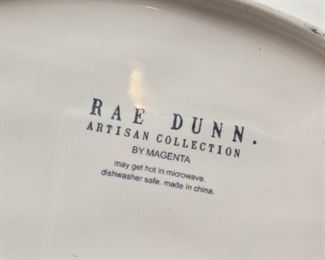 RAE DUNN.
ARTISAN COLLECTION
BY MAGENTA
may get hot in microwave.
dishwasher safe. made in china.